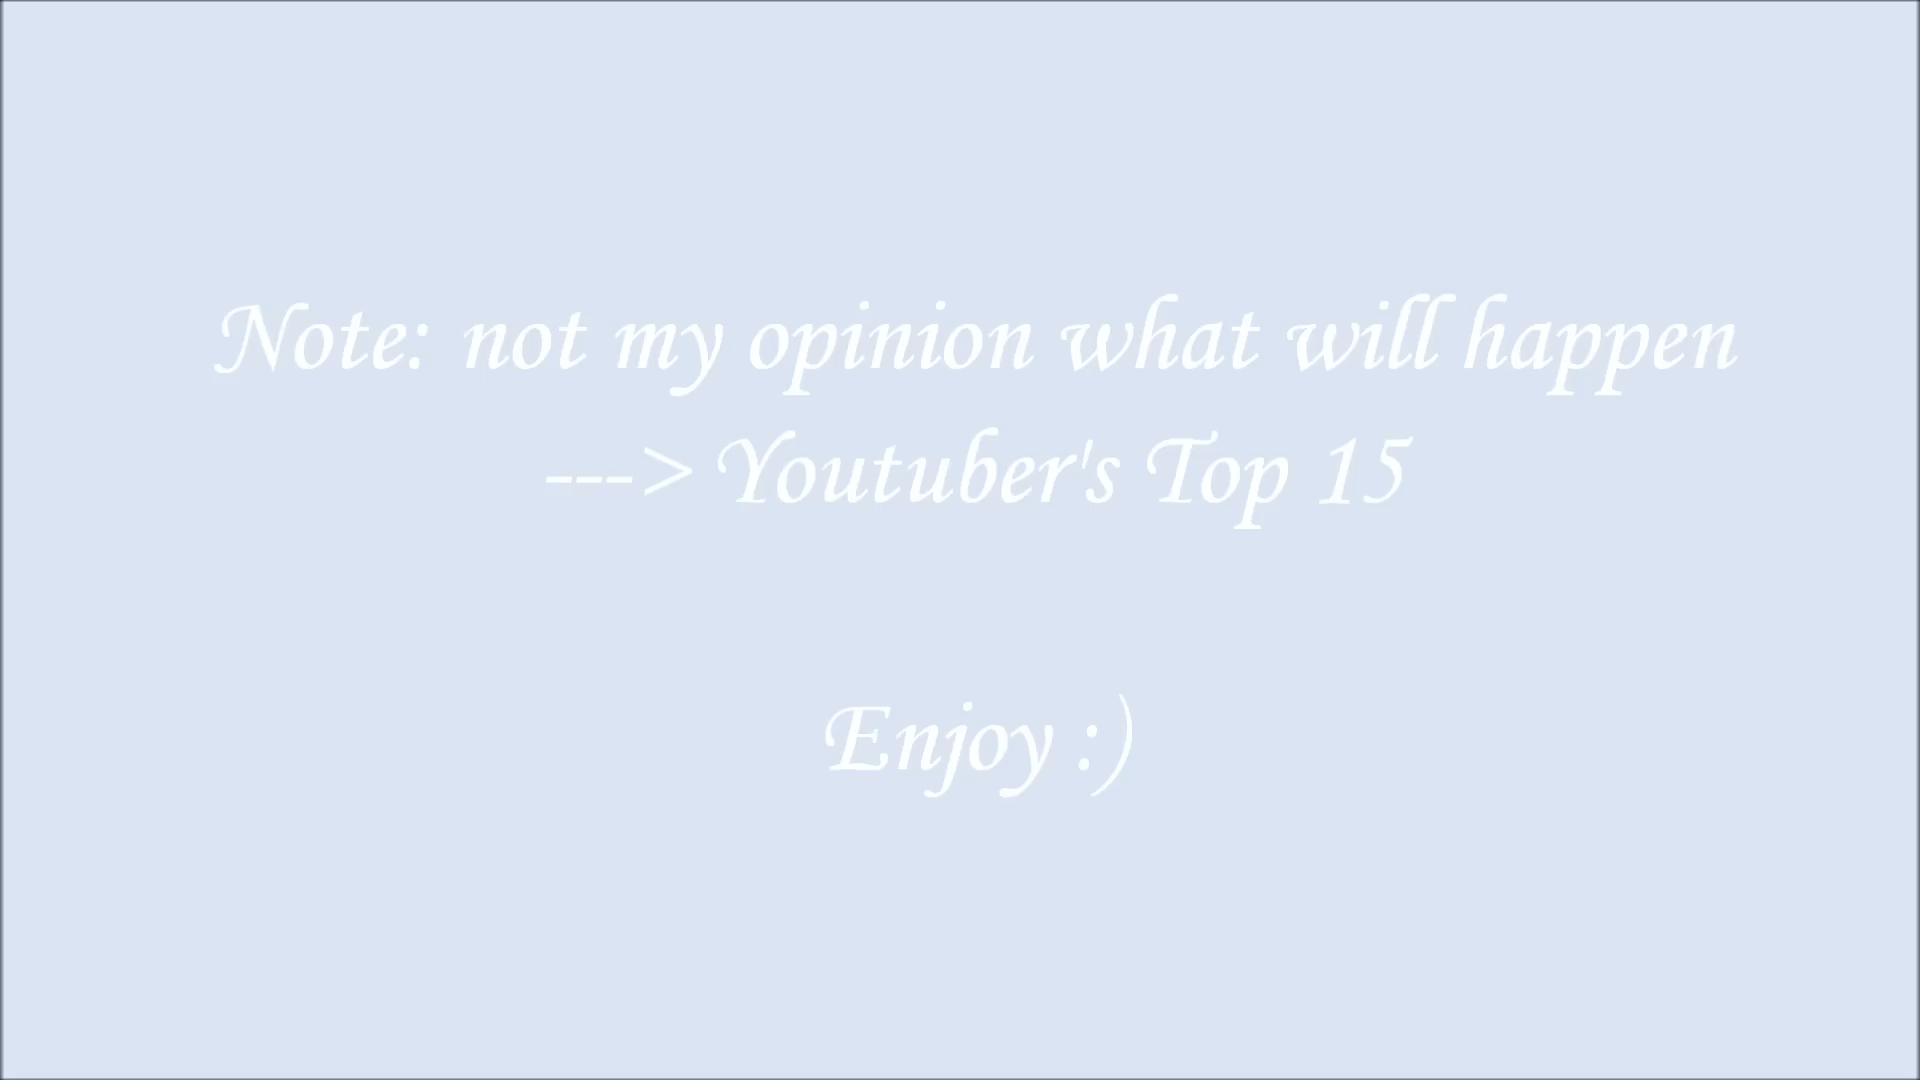 Note: not my opinion what will happen
---> Youtuber's Top 15
Enjoy :)